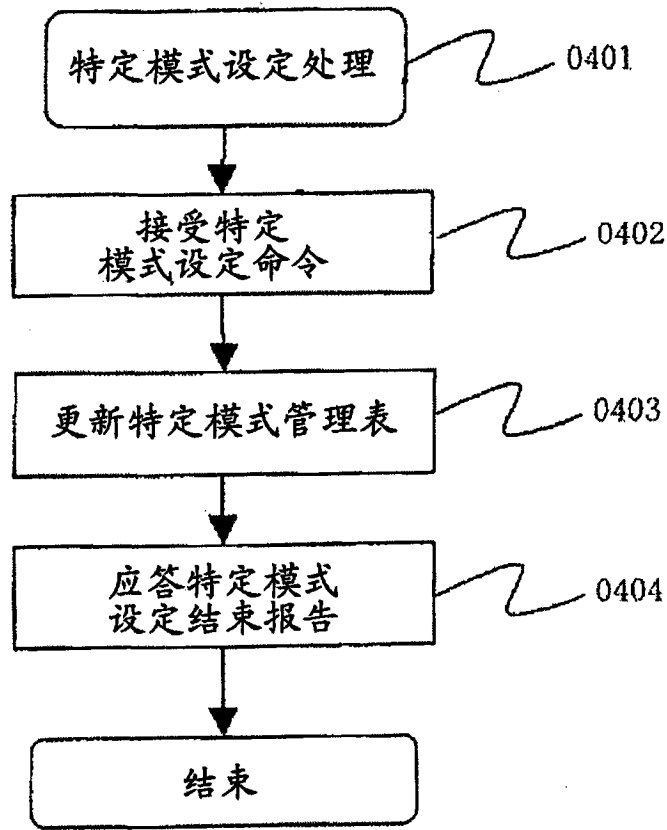 特定模式设定处理
0401
接受特定
模式设定命令
0402
更新特定模式管理表
0403
应答特定模式
设定结束报告
0404
结束